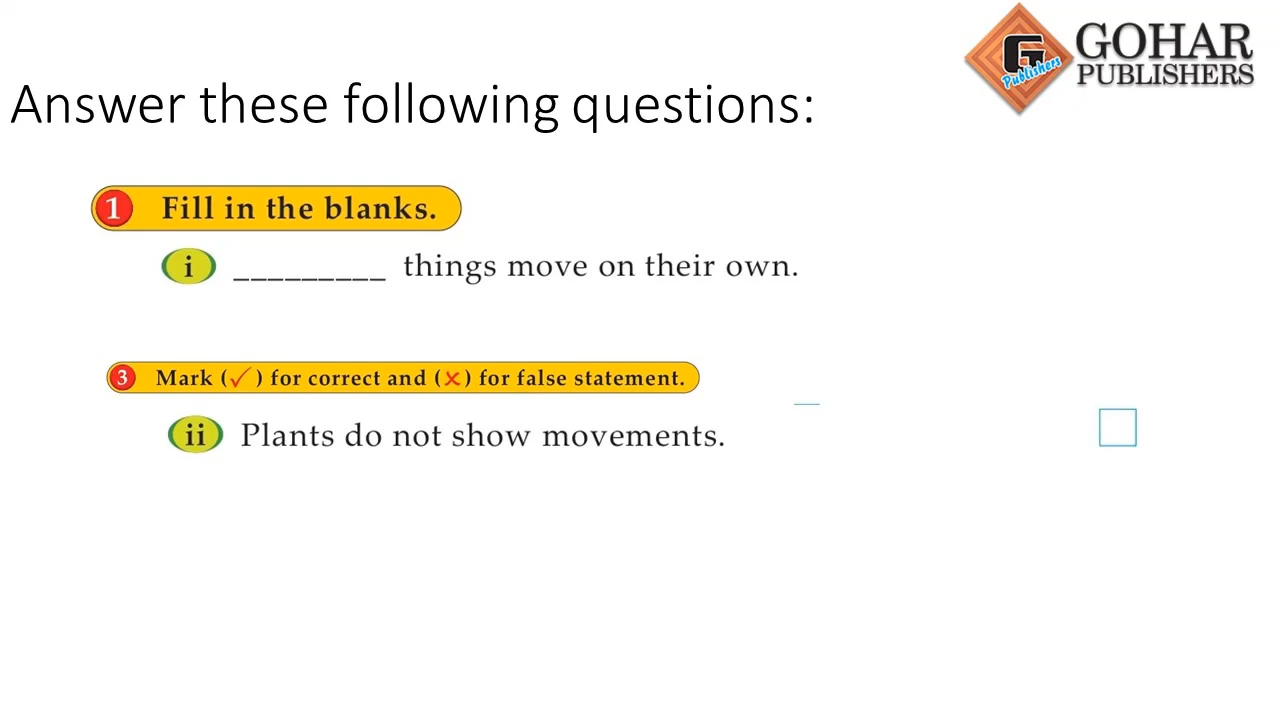 GOHAR
PUBLISHERS
G
Publishers
Answer these following questions:
1 Fill in the blanks.
i _________ things move on their own.
3 Mark (✓) for correct and (✗) for false statement.
ii Plants do not show movements.